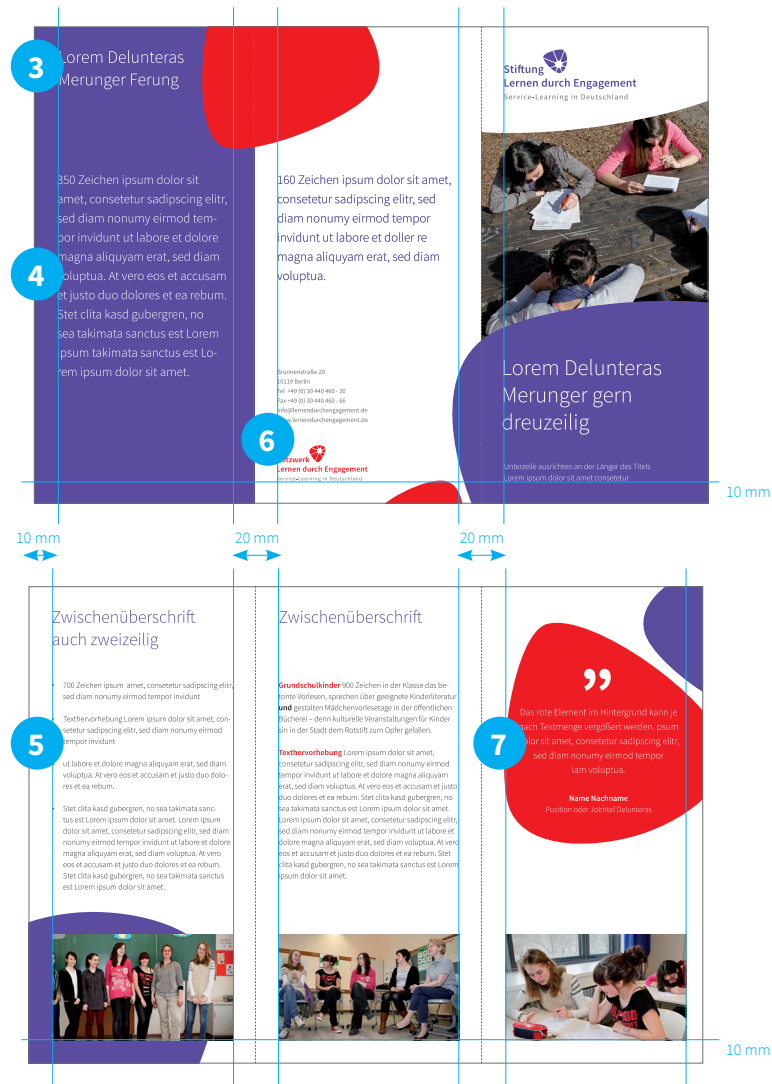 3
Lorem Delunteras
Merunger Ferung
4
350 Zeichen ipsum dolor sit
amet, consetetur sadipscing elitr,
sed diam nonumy eirmod tem-
por invidunt ut labore et dolore
magna aliquyam erat, sed diam
voluptua. At vero eos et accusam
et justo duo dolores et ea rebum.
Stet clita kasd gubergren, no
sea takimata sanctus est Lorem
ipsum takimata sanctus est Lo-
rem ipsum dolor sit amet.
160 Zeichen ipsum dolor sit amet,
consetetur sadipscing elitr, sed
diam nonumy eirmod tempor
invidunt ut labore et doller re
magna aliquyam erat, sed diam
voluptua.
Brunnenstraße 29
10119 Berlin
Tel +49 (0) 30 440 460 - 30
Fax +49 (0) 30 440 460 - 66
info@lernendurchengagement.de
www.lernendurchengagement.de
6
Netzwerk
Lernen durch Engagement
Service-Learning in Deutschland
Stiftung
Lernen durch Engagement
Service-Learning in Deutschland
Lorem Delunteras
Merunger gern
dreuzeilig
Unterzeile ausrichten an der Länger des Titels
Lorem ipsum dolor sit amet consetetur
10 mm
10 mm
20 mm
20 mm
Zwischenüberschrift
auch zweizeilig
5
700 Zeichen ipsum amet, consetetur sadipscing elitr,
sed diam nonumy eirmod tempor invidunt
Texthervorhebung Lorem ipsum dolor sit amet, con-
setetur sadipscing elitr, sed diam nonumy eirmod
tempor invidunt
ut labore et dolore magna aliquyam erat, sed diam
voluptua. At vero eos et accusam et justo duo dolo-
res et ea rebum.
Stet clita kasd gubergren, no sea takimata sanc-
tus est Lorem ipsum dolor sit amet. Lorem ipsum
dolor sit amet, consetetur sadipscing elitr, sed diam
nonumy eirmod tempor invidunt ut labore et dolore
magna aliquyam erat, sed diam voluptua. At vero
eos et accusam et justo duo dolores et ea rebum.
Stet clita kasd gubergren, no sea takimata sanctus
est Lorem ipsum dolor sit amet.
Zwischenüberschrift
Grundschulkinder 900 Zeichen in der Klasse das be-
tonte Vorlesen, sprechen über geeignete Kinderliteratur
und gestalten Mädchenvorlesetage in der öffentlichen
Bücherei – denn kulturelle Veranstaltungen für Kinder
sin in der Stadt dem Rotstift zum Opfer gefallen.
Texthervorhebung Lorem ipsum dolor sit amet,
consetetur sadipscing elitr, sed diam nonumy eirmod
tempor invidunt ut labore et dolore magna aliquyam
erat, sed diam voluptua. At vero eos et accusam et justo
duo dolores et ea rebum. Stet clita kasd gubergren, no
sea takimata sanctus est Lorem ipsum dolor sit amet.
Lorem ipsum dolor sit amet, consetetur sadipscing elitr,
sed diam nonumy eirmod tempor invidunt ut labore et
dolore magna aliquyam erat, sed diam voluptua. At vero
eos et accusam et justo duo dolores et ea rebum. Stet
clita kasd gubergren, no sea takimata sanctus est Lorem
ipsum dolor sit amet.
7
”
Das rote Element im Hintergrund kann je
nach Textmenge vergößert werden. psum
dolor sit amet, consetetur sadipscing elitr,
sed diam nonumy eirmod tempor
iam voluptua.
Name Nachname
Position oder Jobtitel Delunteras
10 mm